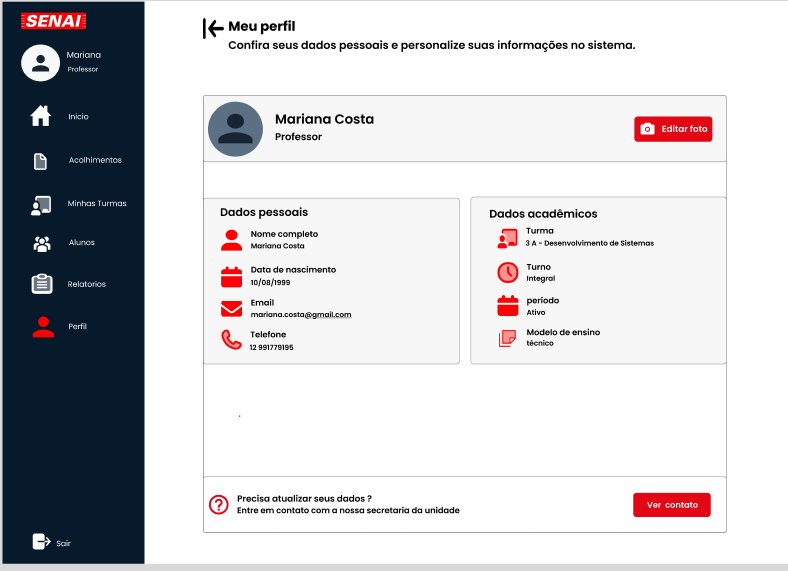 SENAI
Mariana
Professor
Inicio
Acolhimentos
Minhas Turmas
Alunos
Relatorios
Perfil
Sair
Meu perfil
Confira seus dados pessoais e personalize suas informações no sistema.
Mariana Costa
Professor
Editar foto
Dados pessoais
Nome completo
Mariana Costa
Data de nascimento
10/08/1999
Email
mariana.costa@gmail.com
Telefone
12 991779195
Dados acadêmicos
Turma
3 A - Desenvolvimento de Sistemas
Turno
Integral
período
Ativo
Modelo de ensino
técnico
Precisa atualizar seus dados ?
Entre em contato com a nossa secretaria da unidade
Ver contato